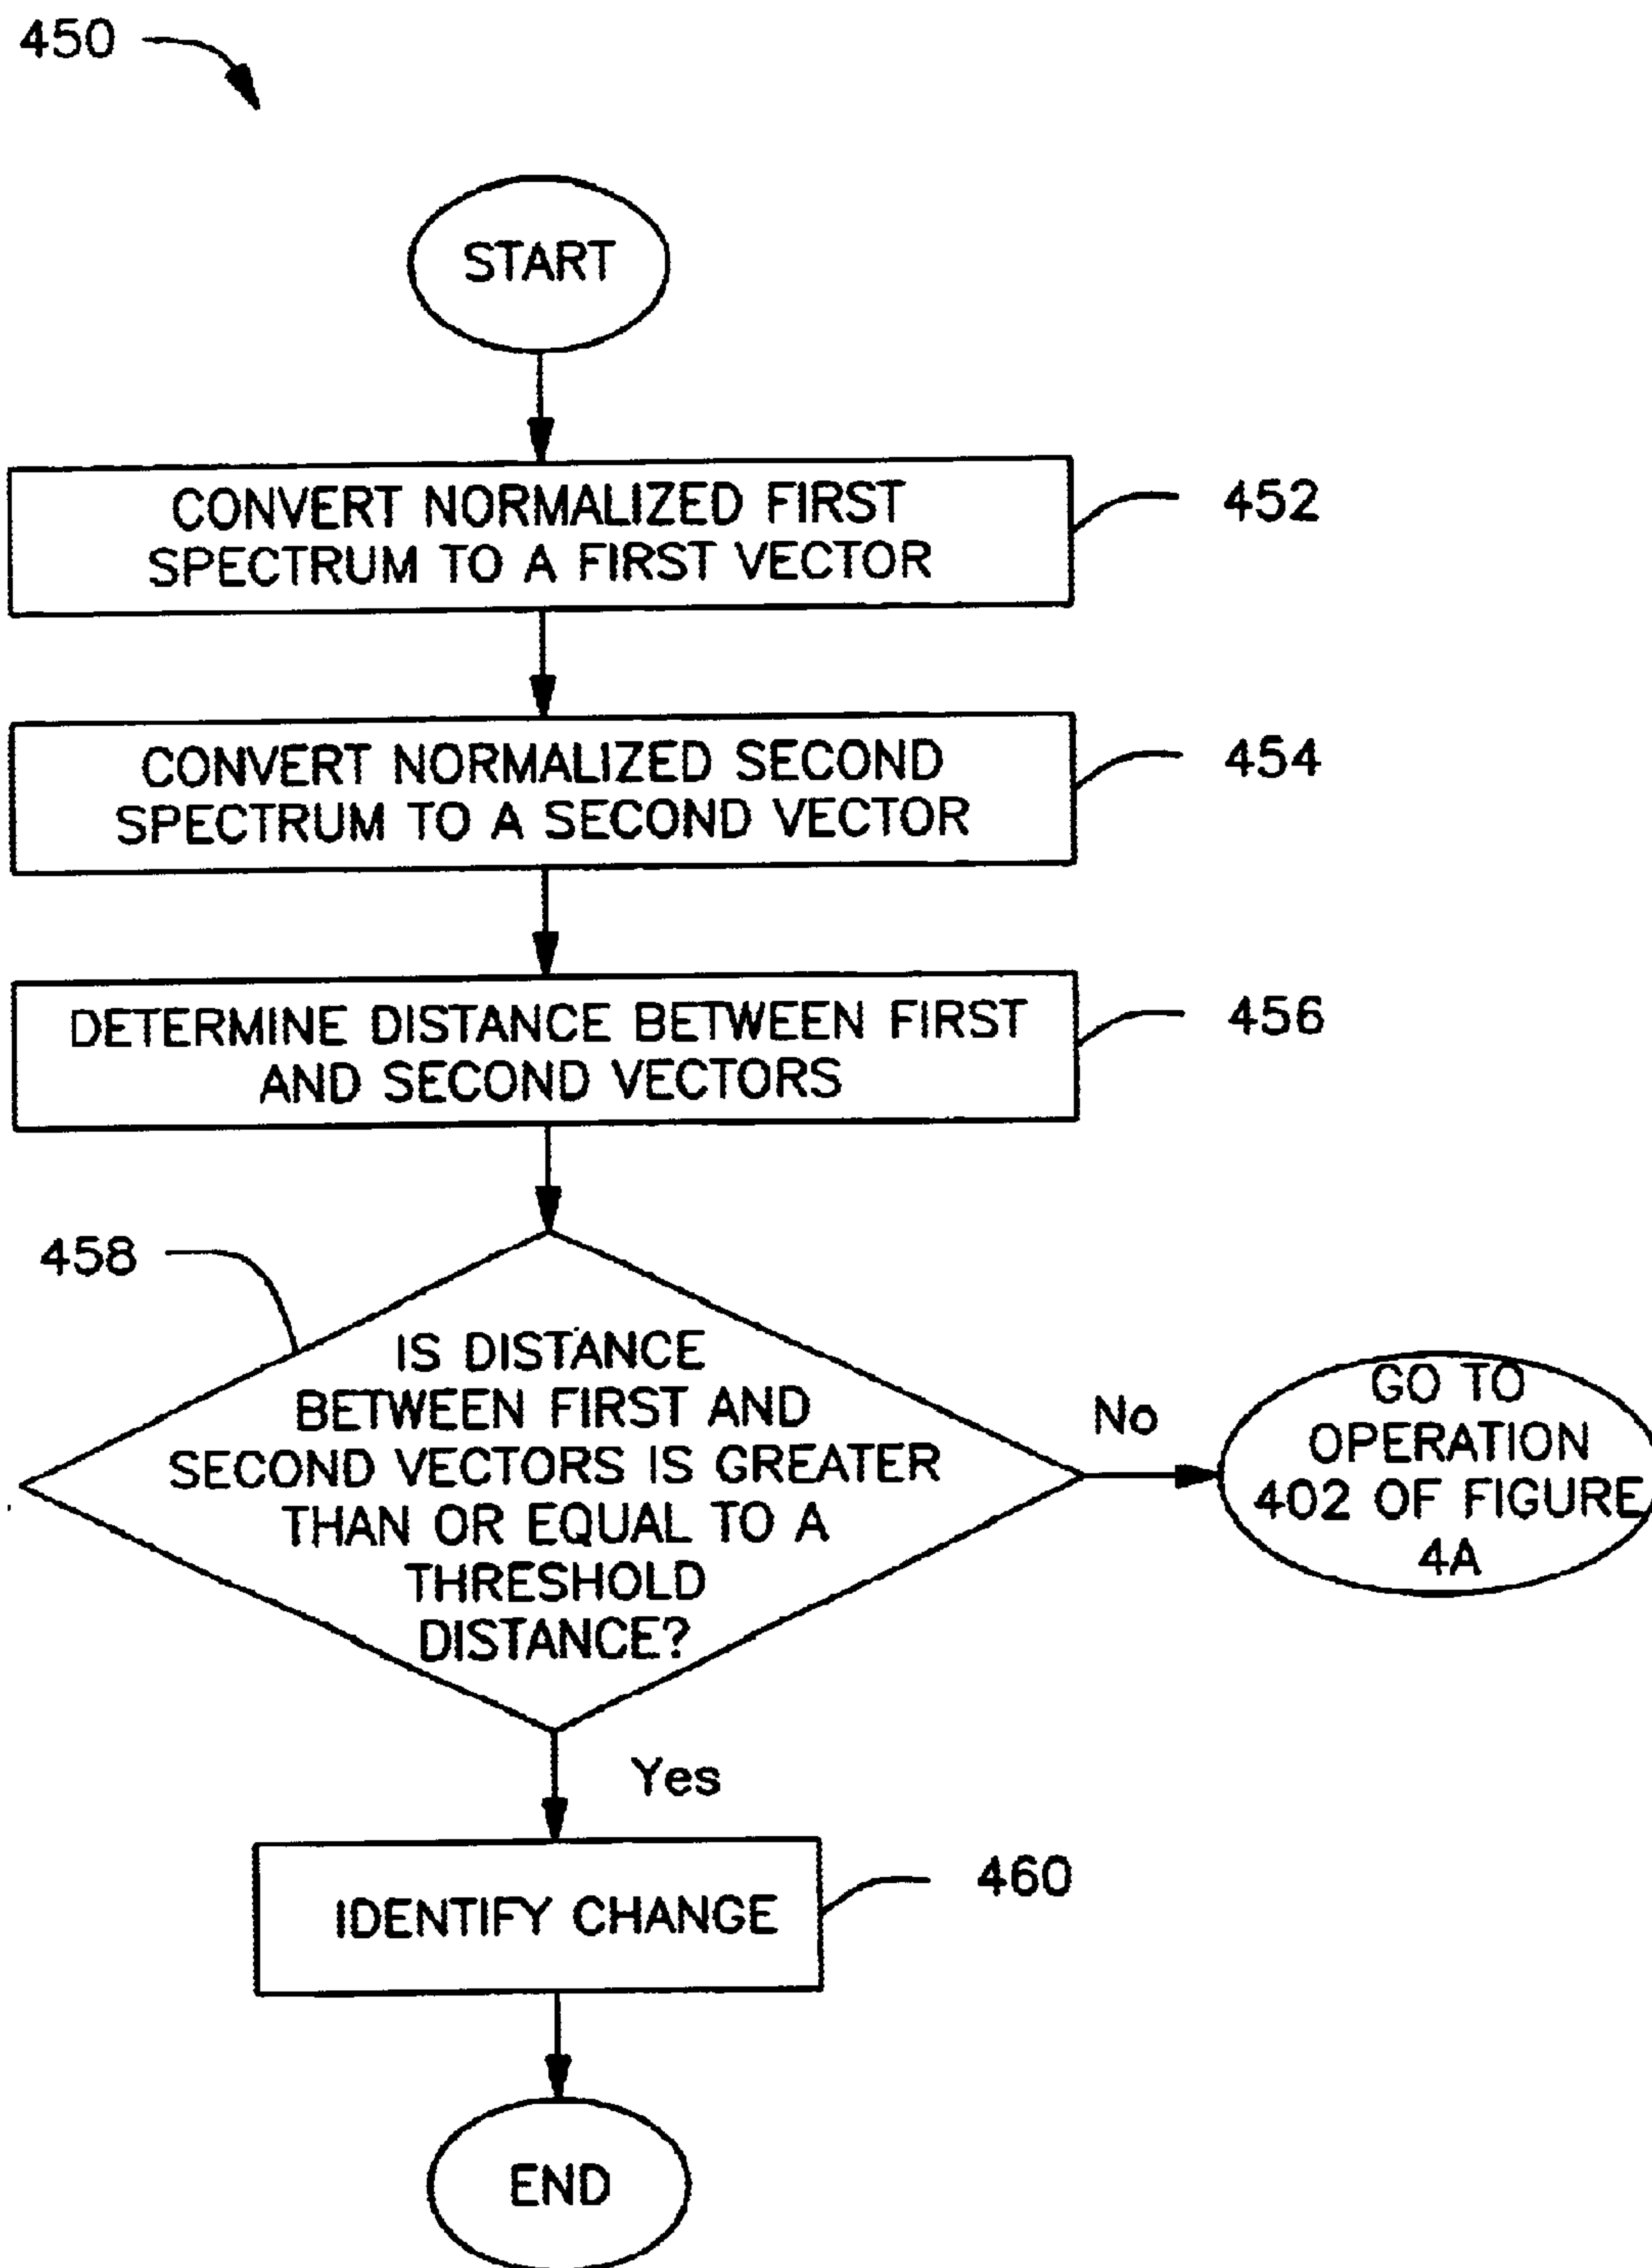 450
START
CONVERT NORMALIZED FIRST
SPECTRUM TO A FIRST VECTOR
452
CONVERT NORMALIZED SECOND
SPECTRUM TO A SECOND VECTOR
454
DETERMINE DISTANCE BETWEEN FIRST
AND SECOND VECTORS
456
458
IS DISTANCE
BETWEEN FIRST AND
SECOND VECTORS IS GREATER
THAN OR EQUAL TO A
THRESHOLD
DISTANCE?
No
GO TO
OPERATION
402 OF FIGURE
4A
Yes
IDENTIFY CHANGE
460
END